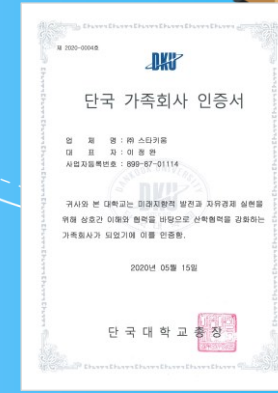 제 2020-0004호
DKU
단국 가족회사 인증서
업 체 명 : ㈜ 스타키움
대 표 자 : 이 정 완
사업자등록번호 : 899-87-01114
귀사와 본 대학교는 미래지향적 발전과 자유경제 실현을
위해 상호간 이해와 협력을 바탕으로 산학협력을 강화하는
가족회사가 되었기에 이를 인증함.
2020년 05월 15일
단 국 대 학 교 총 장